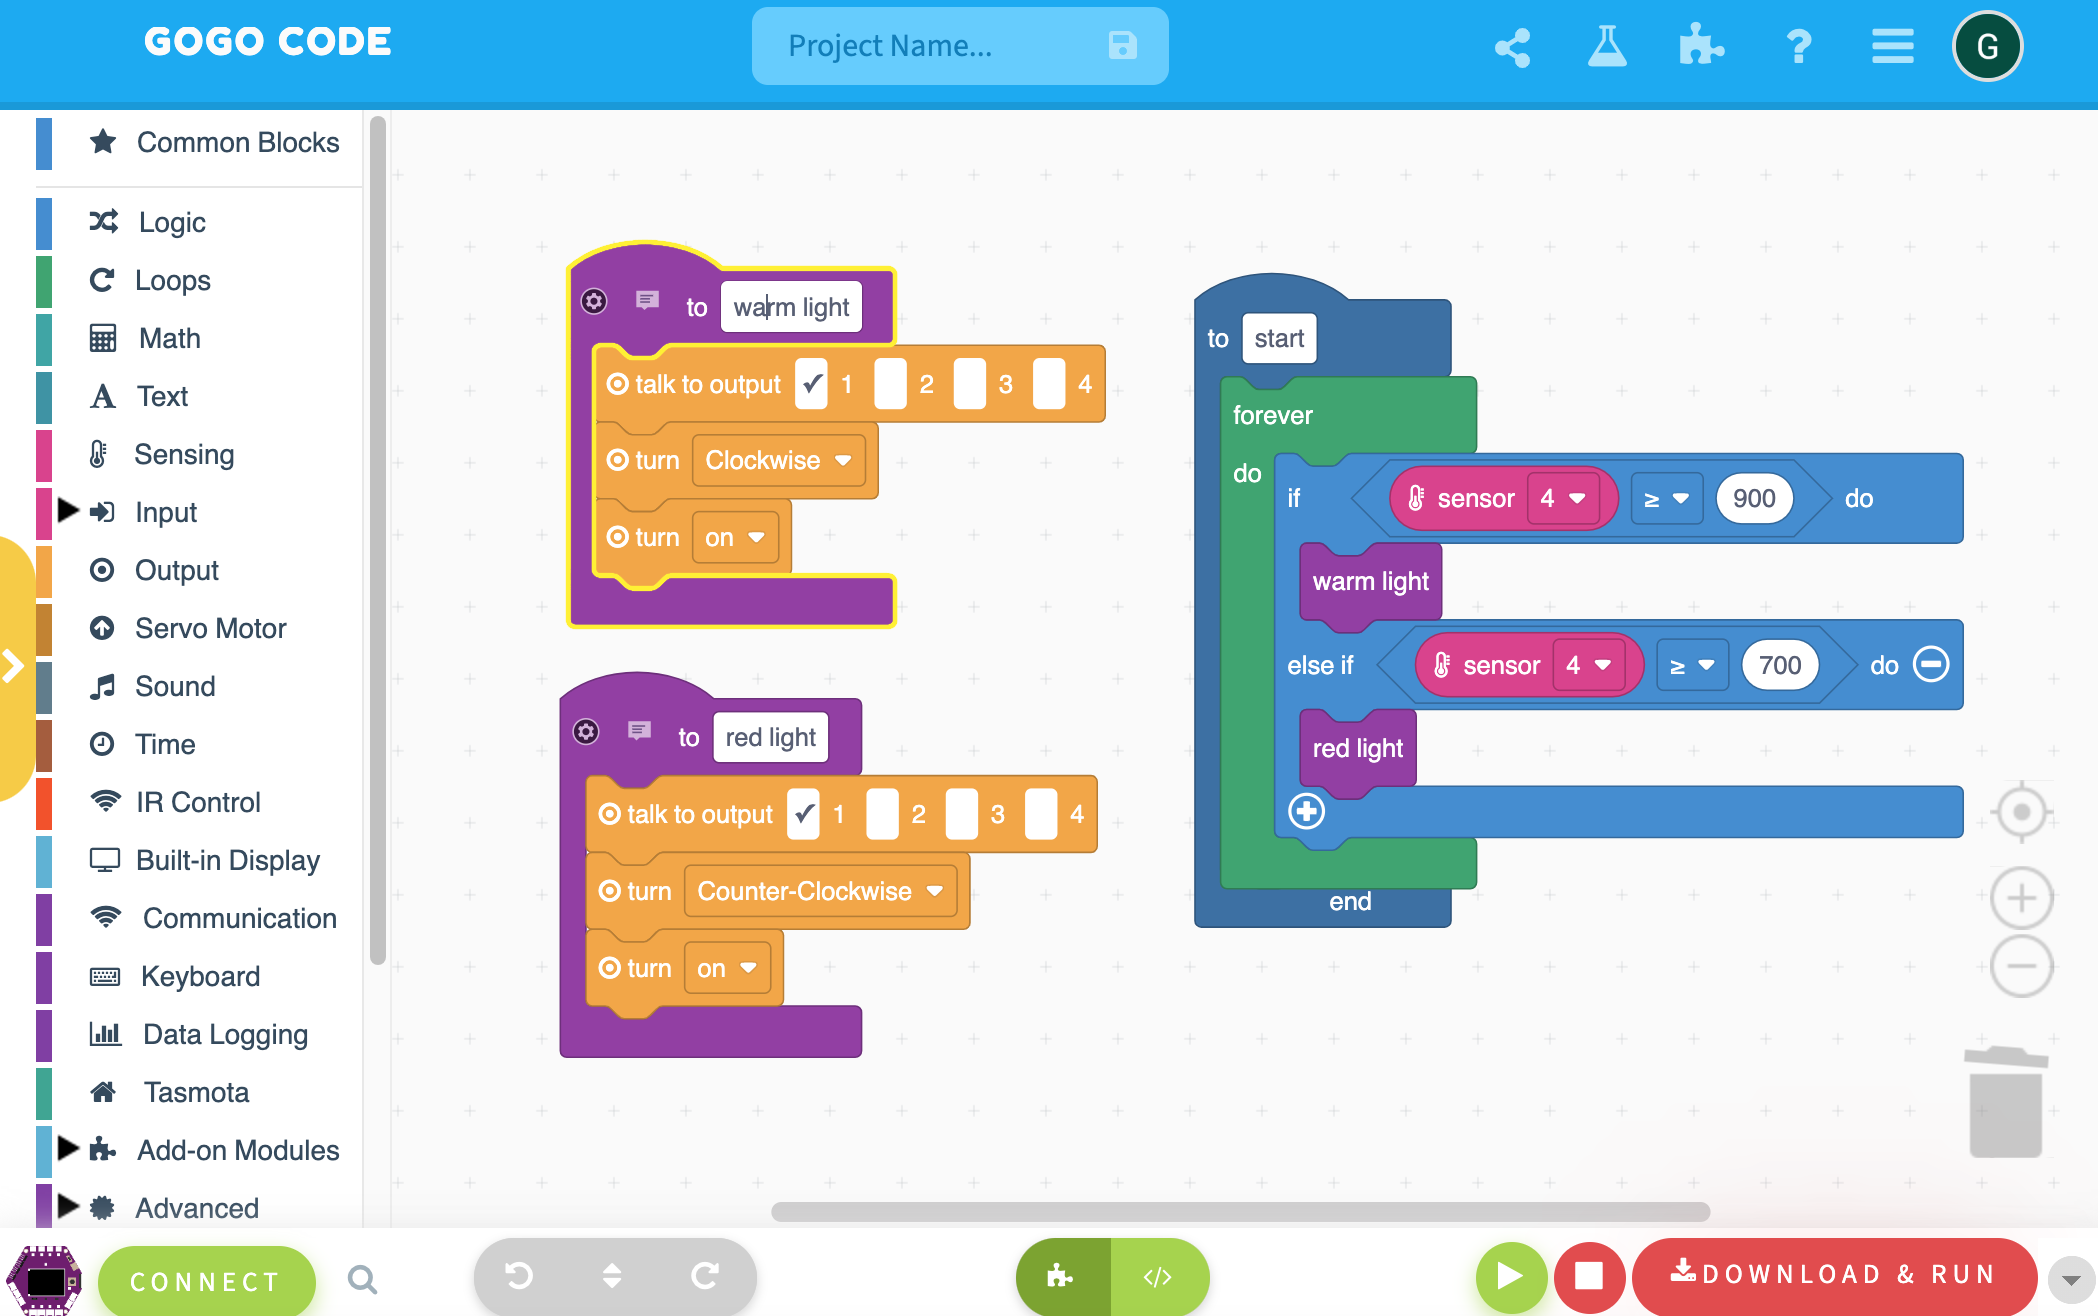 GOGO CODE
Project Name...
?
G
Common Blocks
Logic
Loops
Math
Text
Sensing
Input
Output
Servo Motor
Sound
Time
IR Control
Built-in Display
Communication
Keyboard
Data Logging
Tasmota
Add-on Modules
Advanced
to warm light
talk to output ✓ 1 2 3 4
turn Clockwise
turn on
to red light
talk to output ✓ 1 2 3 4
turn Counter-Clockwise
turn on
to start
forever
do
if sensor 4 ≥ 900 do
warm light
else if sensor 4 ≥ 700 do
red light
end
CONNECT
</>
DOWNLOAD & RUN